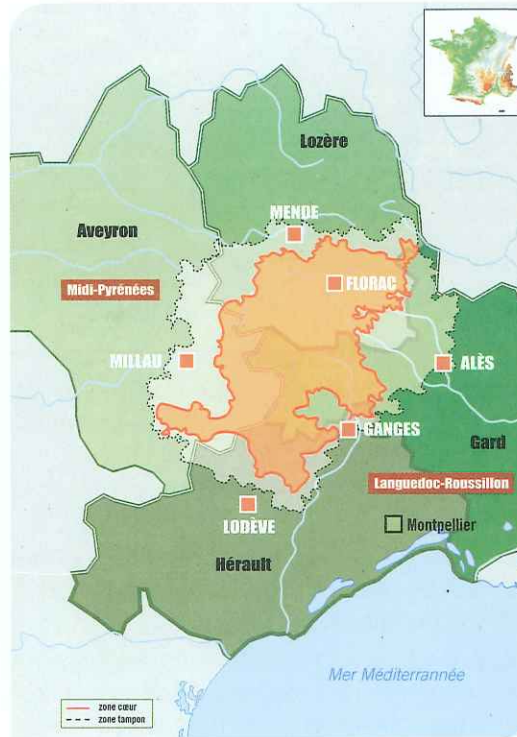 Lozère
MENDE
Aveyron
Midi-Pyrénées
FLORAC
MILLAU
ALÈS
GANGES
Gard
Languedoc-Roussillon
LODÈVE
Montpellier
Hérault
Mer Méditerrannée
zone cœur
zone tampon